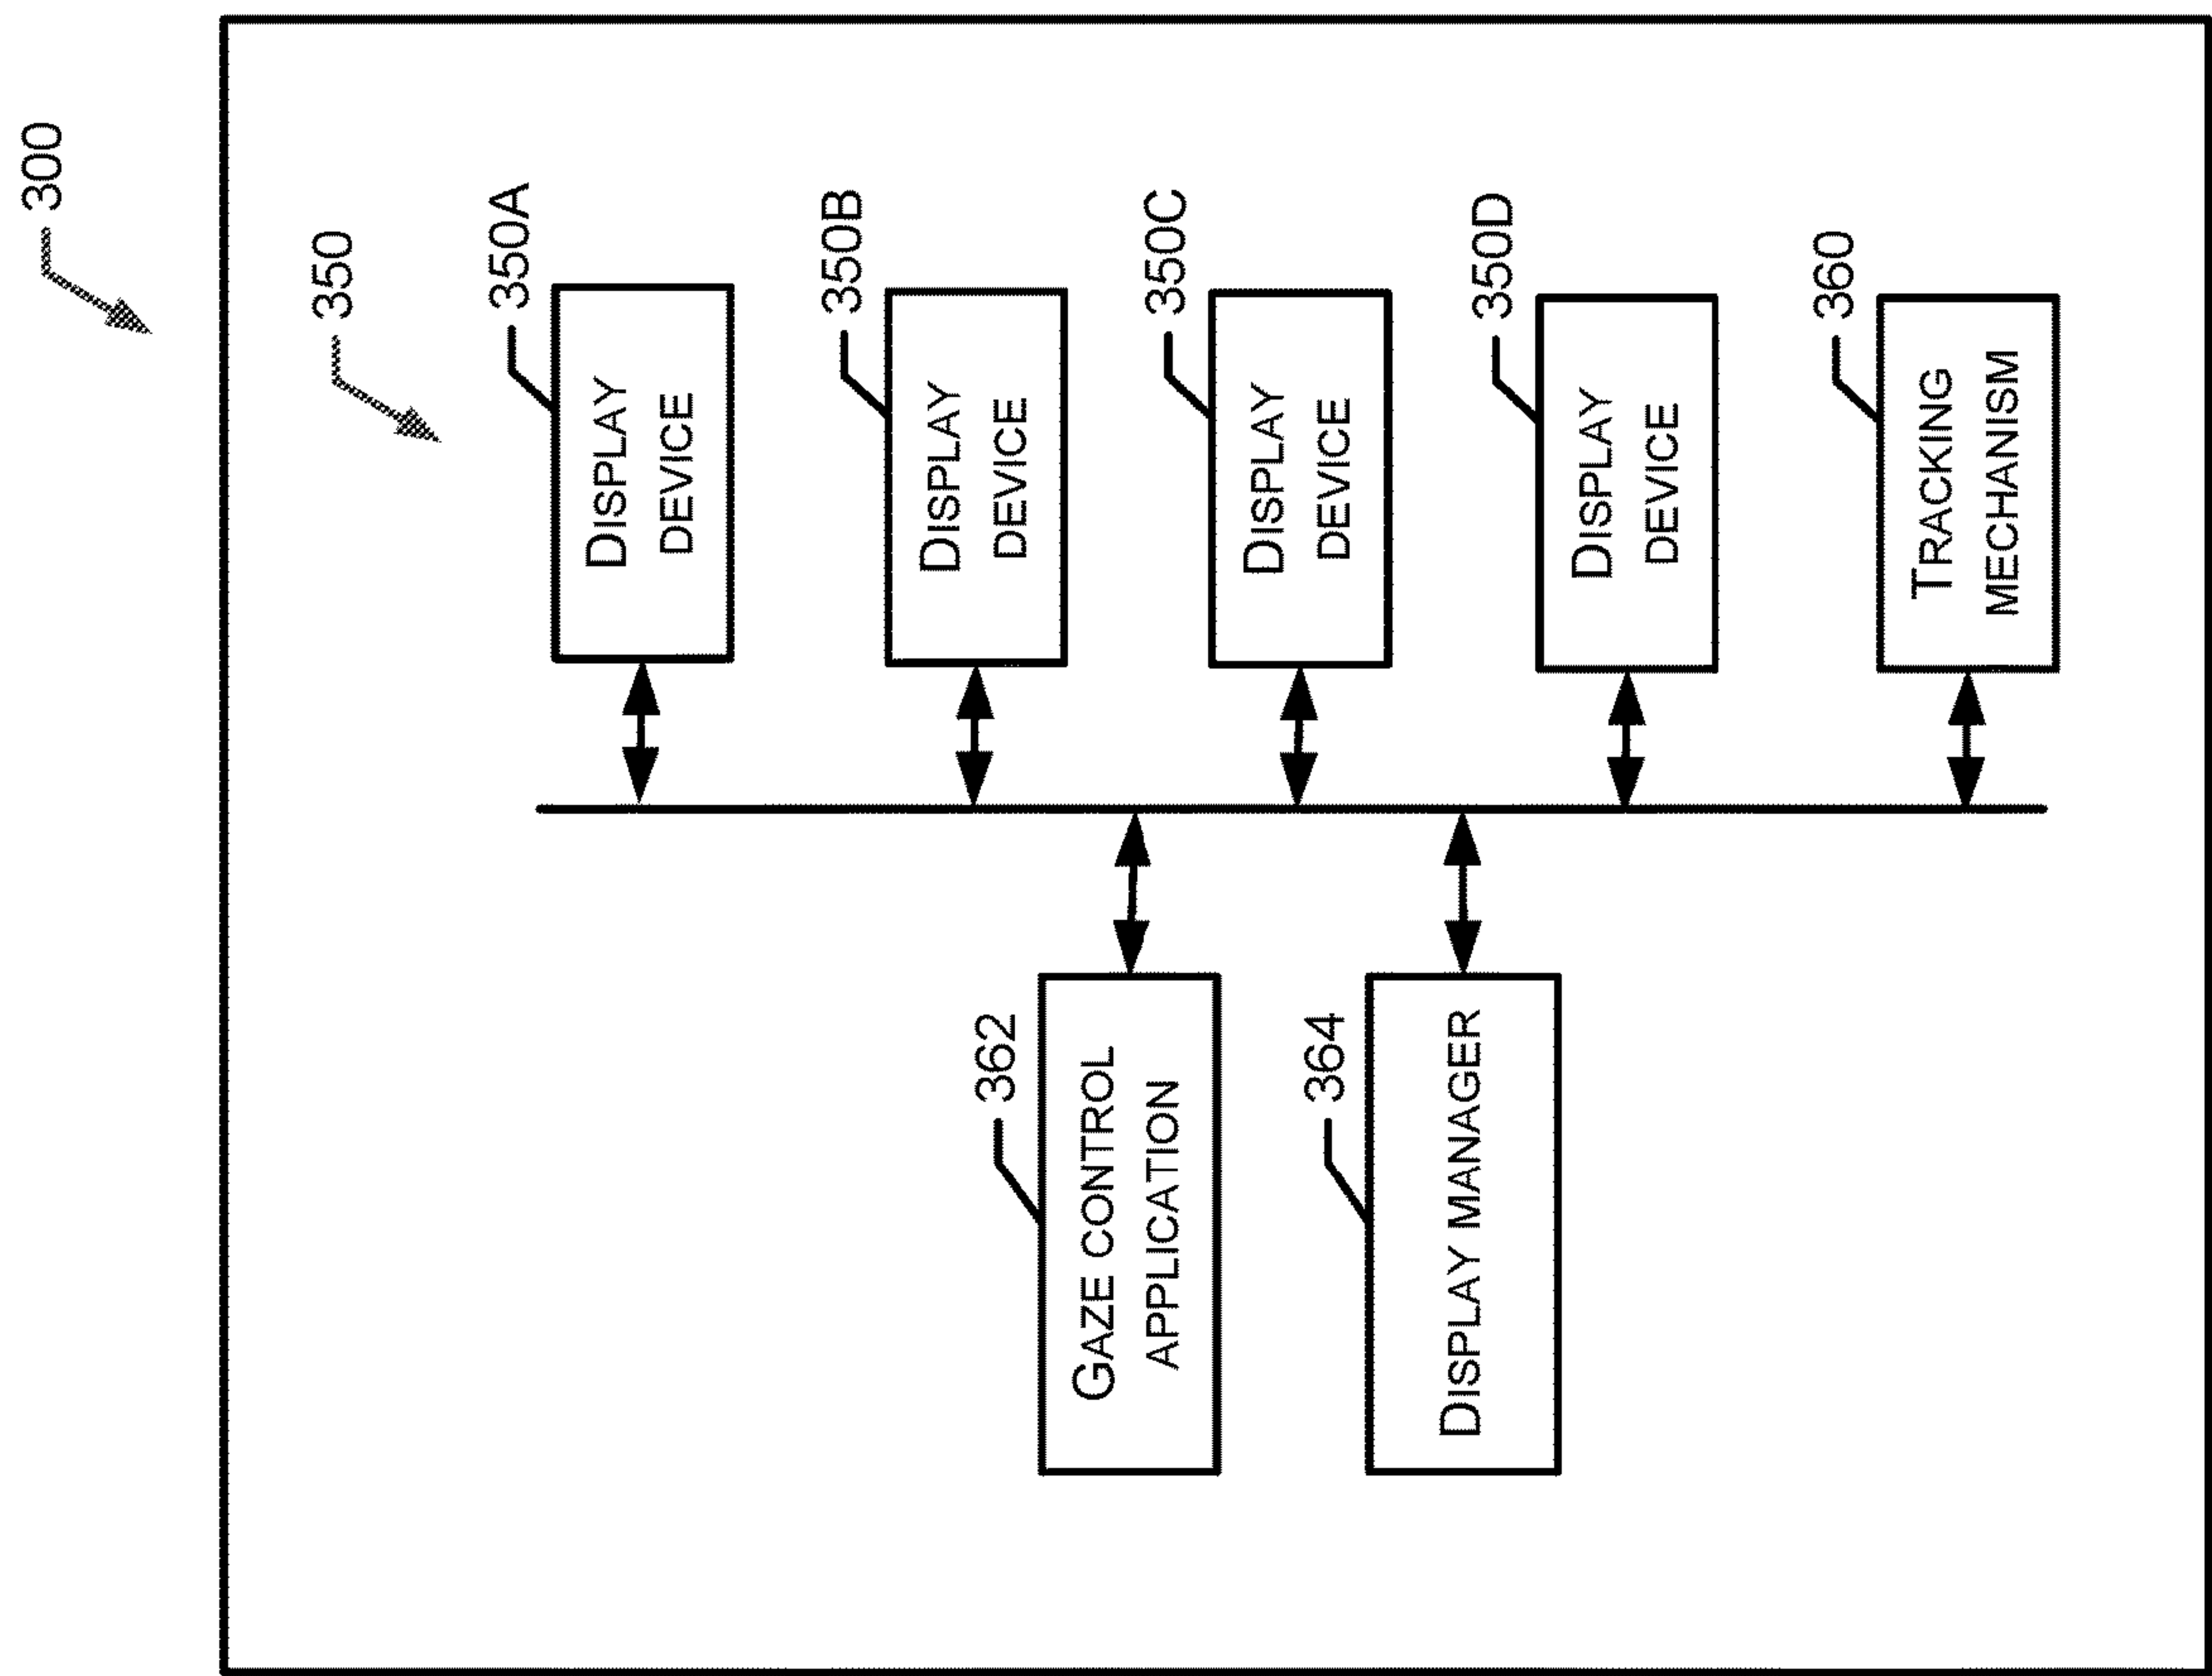 300
350
350A
DISPLAY
DEVICE
350B
DISPLAY
DEVICE
362
GAZE CONTROL
APPLICATION
350C
DISPLAY
DEVICE
364
DISPLAY MANAGER
350D
DISPLAY
DEVICE
360
TRACKING
MECHANISM